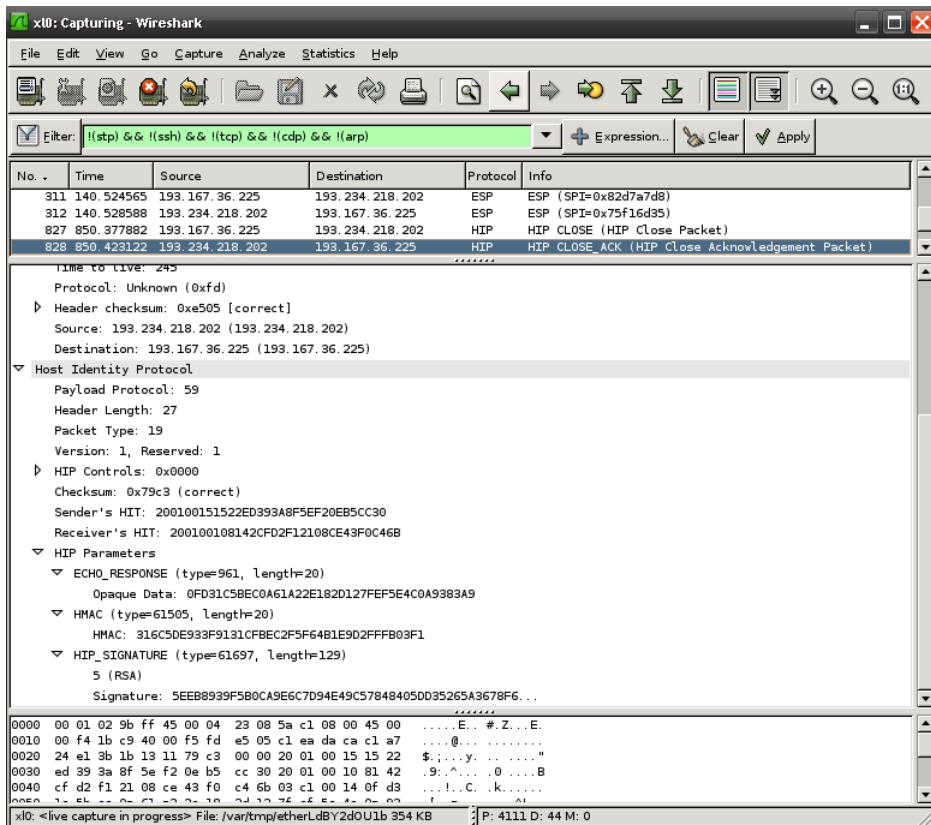 xl0: Capturing - Wireshark
File Edit View Go Capture Analyze Statistics Help
Filter: !(stp) && !(ssh) && !(tcp) && !(cdp) && !(arp) Expression... Clear Apply
No. . Time Source Destination Protocol Info
311 140.524565 193.167.36.225 193.234.218.202 ESP ESP (SPI=0x82d7a7d8)
312 140.528588 193.234.218.202 193.167.36.225 ESP ESP (SPI=0x75f16d35)
827 850.377882 193.167.36.225 193.234.218.202 HIP HIP CLOSE (HIP Close Packet)
828 850.423122 193.234.218.202 193.167.36.225 HIP HIP CLOSE_ACK (HIP Close Acknowledgement Packet)
Time to live: 245
Protocol: Unknown (0xfd)
Header checksum: 0xe505 [correct]
Source: 193.234.218.202 (193.234.218.202)
Destination: 193.167.36.225 (193.167.36.225)
Host Identity Protocol
Payload Protocol: 59
Header Length: 27
Packet Type: 19
Version: 1, Reserved: 1
HIP Controls: 0x0000
Checksum: 0x79c3 (correct)
Sender's HIT: 200100151522ED393A8F5EF20EB5CC30
Receiver's HIT: 200100108142CFD2F12108CE43F0C46B
HIP Parameters
ECHO_RESPONSE (type=961, length=20)
Opaque Data: 0FD31C5BEC0A61A22E182D127FEF5E4C0A9383A9
HMAC (type=61505, length=20)
HMAC: 316C5DE933F9131CFBEC2F5F64B1E9D2FFFB03F1
HIP_SIGNATURE (type=61697, length=129)
5 (RSA)
Signature: 5EEB8939F5B0CA9E6C7D94E49C57848405DD35265A3678F6...
0000 00 01 02 9b ff 45 00 04 23 08 5a c1 08 00 45 00 .....E.. #.Z...E.
0010 00 f4 1b c9 40 00 f5 fd e5 05 c1 ea da ca c1 a7 ....@... ........
0020 24 e1 3b 1b 13 11 79 c3 00 00 20 01 00 15 15 22 $.;...y. .. ...."
0030 ed 39 3a 8f 5e f2 0e b5 cc 30 20 01 00 10 81 42 .9:.^... .0 ....B
0040 cf d2 f1 21 08 ce 43 f0 c4 6b 03 c1 00 14 0f d3 ...!..C. .k......
xl0: <live capture in progress> File: /var/tmp/etherLdBY2dOU1b 354 KB P: 4111 D: 44 M: 0